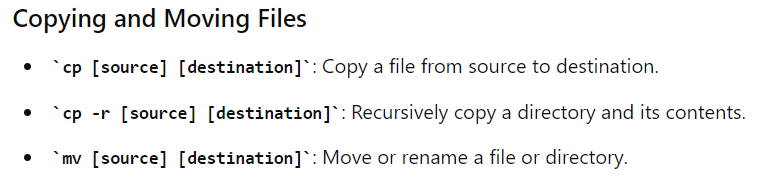 Copying and Moving Files
• `cp [source] [destination]`: Copy a file from source to destination.
• `cp -r [source] [destination]`: Recursively copy a directory and its contents.
• `mv [source] [destination]`: Move or rename a file or directory.